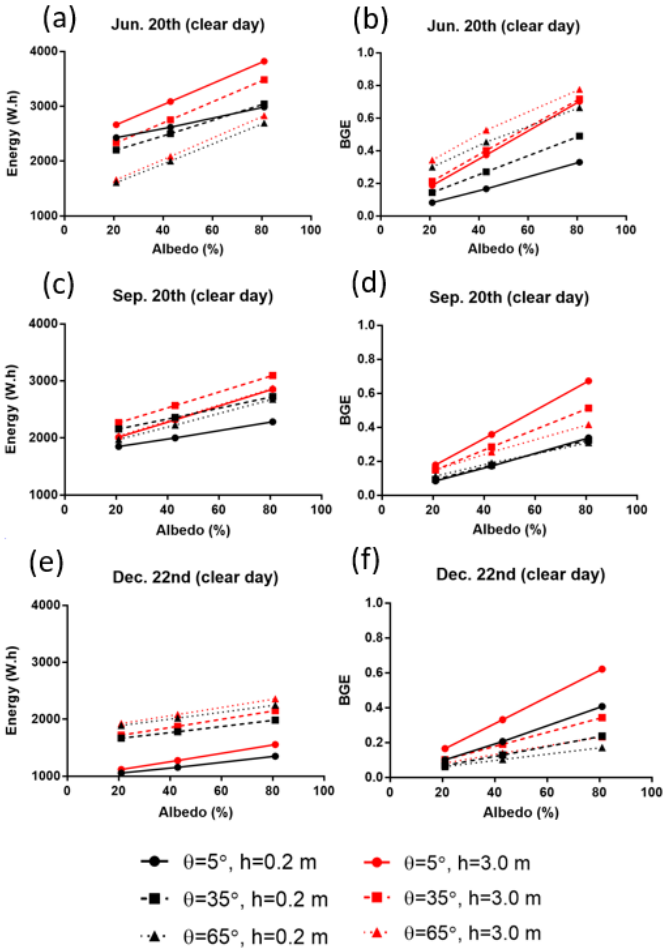 (a)
Jun. 20th (clear day)
4000
3000
2000
1000
0 20 40 60 80 100
Energy (W.h)
Albedo (%)
(b)
Jun. 20th (clear day)
1.0
0.8
0.6
0.4
0.2
0.0
0 20 40 60 80 100
BGE
Albedo (%)
(c)
Sep. 20th (clear day)
4000
3000
2000
1000
0 20 40 60 80 100
Energy (W.h)
Albedo (%)
(d)
Sep. 20th (clear day)
1.0
0.8
0.6
0.4
0.2
0.0
0 20 40 60 80 100
BGE
Albedo (%)
(e)
Dec. 22nd (clear day)
4000
3000
2000
1000
0 20 40 60 80 100
Energy (W.h)
Albedo (%)
(f)
Dec. 22nd (clear day)
1.0
0.8
0.6
0.4
0.2
0.0
0 20 40 60 80 100
BGE
Albedo (%)
θ=5°, h=0.2 m
θ=35°, h=0.2 m
θ=65°, h=0.2 m
θ=5°, h=3.0 m
θ=35°, h=3.0 m
θ=65°, h=3.0 m